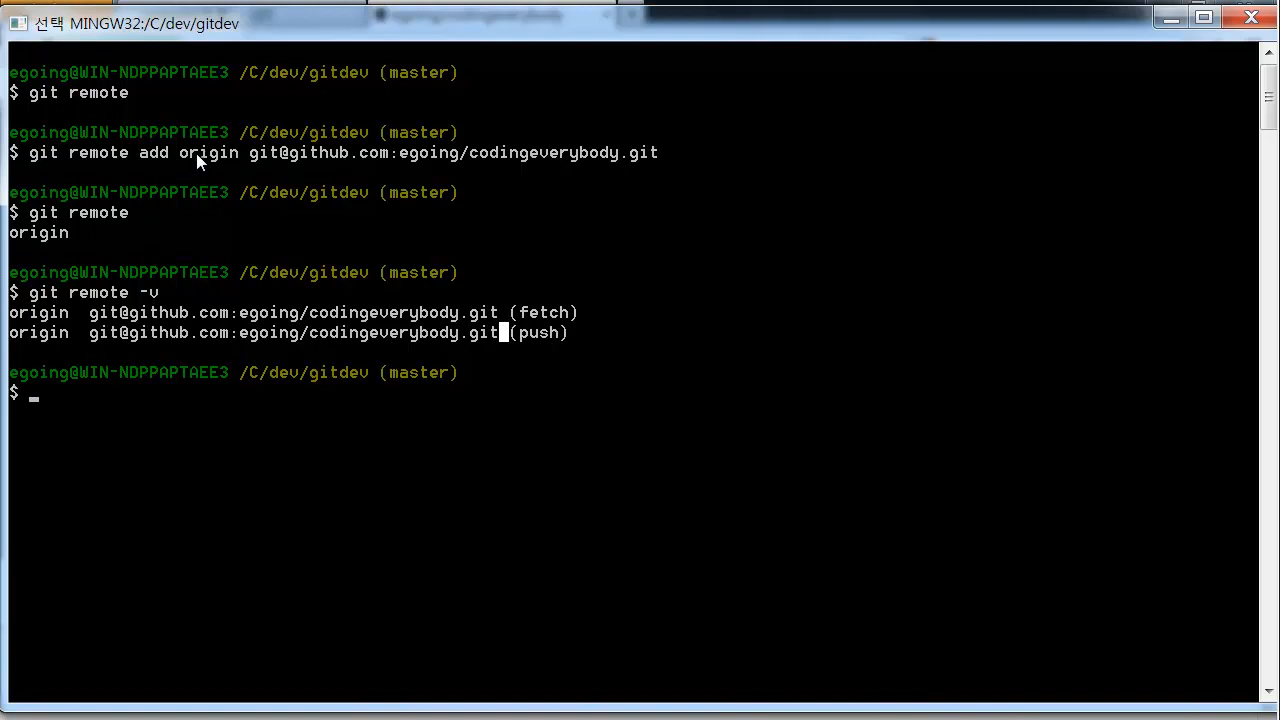 선택 MINGW32:/C/dev/gitdev
egoing@WIN-NDPPAPTAEE3 /C/dev/gitdev (master)
$ git remote
egoing@WIN-NDPPAPTAEE3 /C/dev/gitdev (master)
$ git remote add origin git@github.com:egoing/codingeverybody.git
egoing@WIN-NDPPAPTAEE3 /C/dev/gitdev (master)
$ git remote
origin
egoing@WIN-NDPPAPTAEE3 /C/dev/gitdev (master)
$ git remote -v
origin  git@github.com:egoing/codingeverybody.git (fetch)
origin  git@github.com:egoing/codingeverybody.git (push)
egoing@WIN-NDPPAPTAEE3 /C/dev/gitdev (master)
$